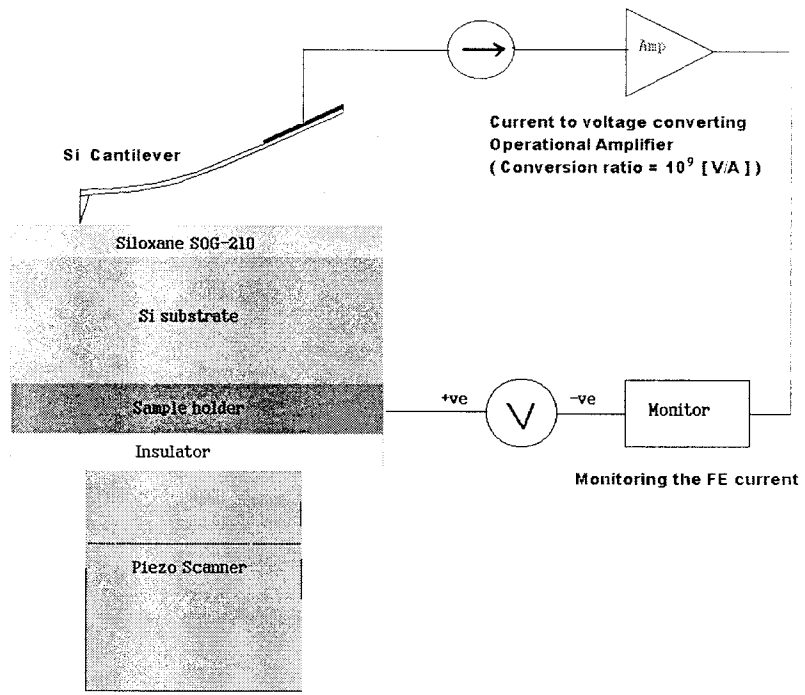 Amp
Current to voltage converting
Operational Amplifier
( Conversion ratio = 10⁹ [ V/A ] )
Si Cantilever
Siloxane SOG-210
Si substrate
Sample holder
+ve
V
-ve
Monitor
Insulator
Monitoring the FE current
Piezo Scanner